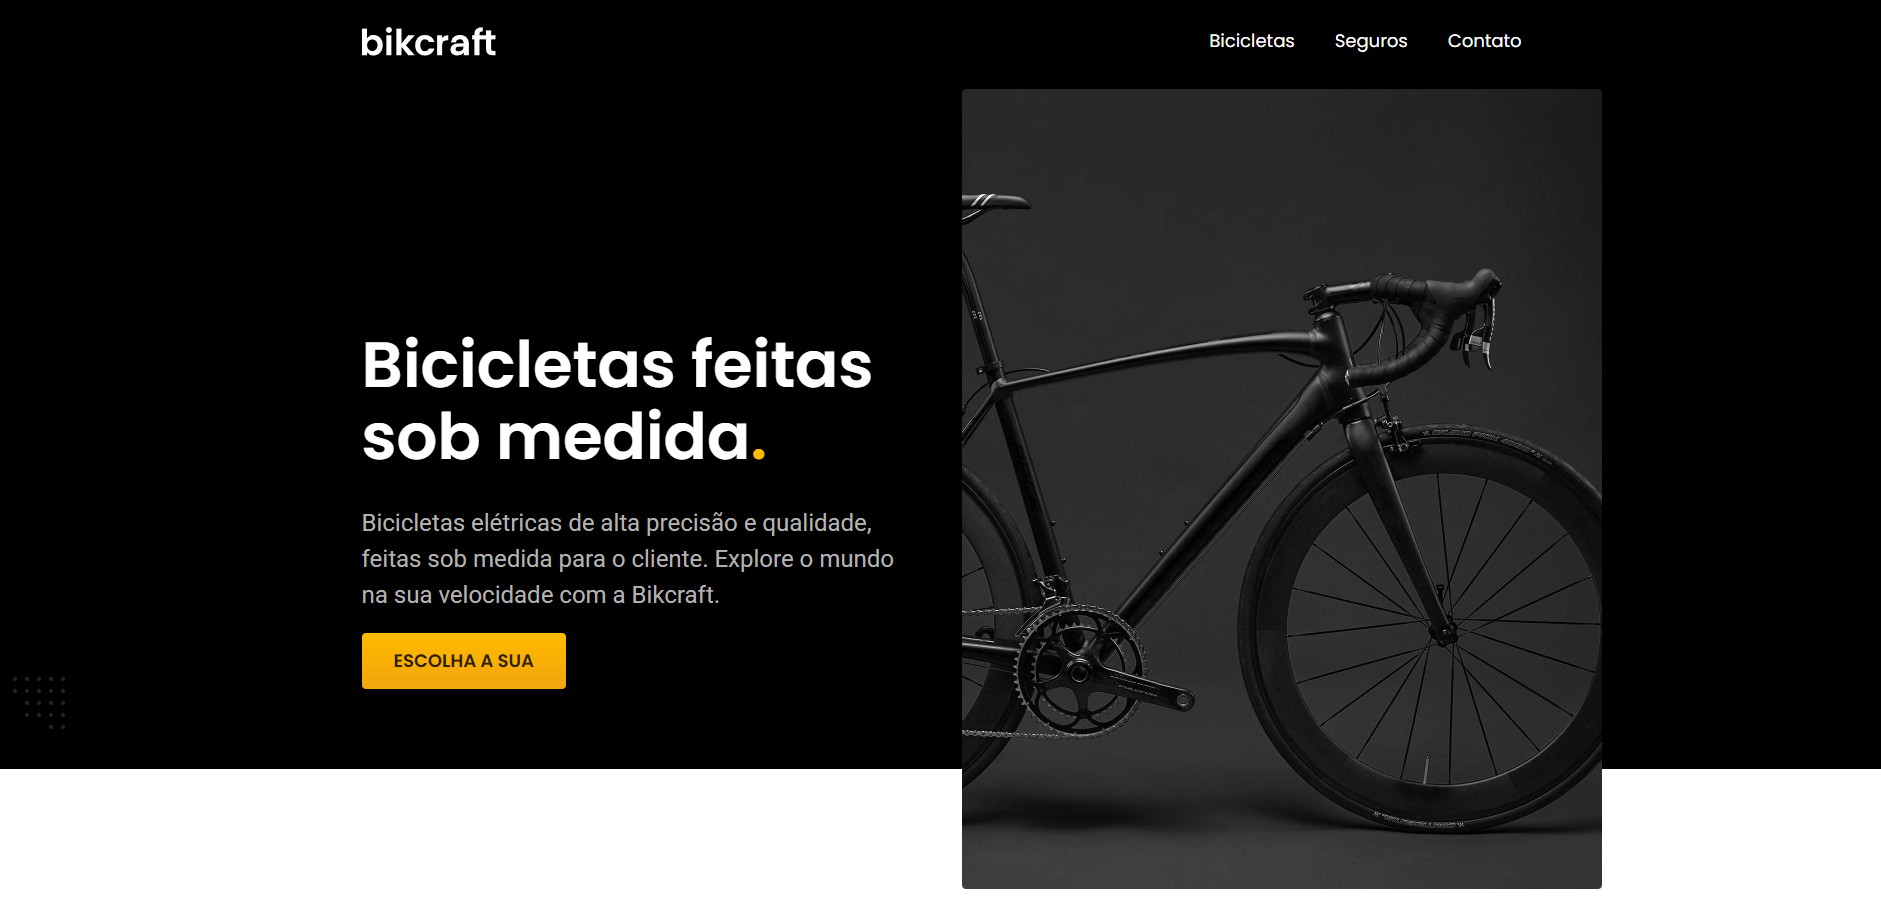 bikcraft
Bicicletas Seguros Contato
Bicicletas feitas
sob medida.
Bicicletas elétricas de alta precisão e qualidade,
feitas sob medida para o cliente. Explore o mundo
na sua velocidade com a Bikcraft.
ESCOLHA A SUA